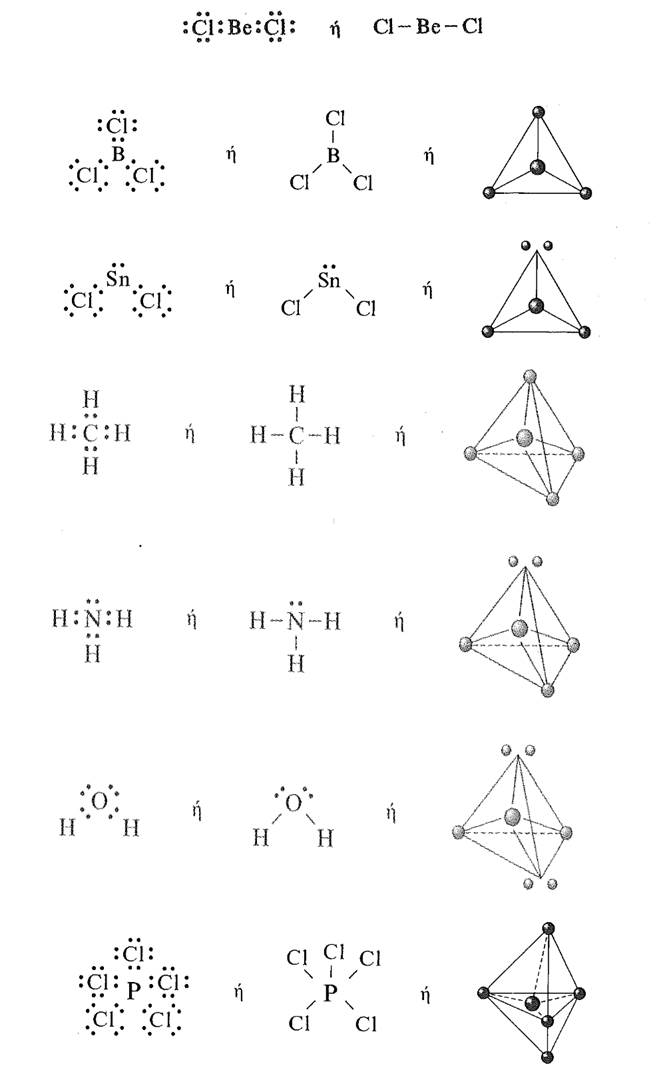 :Cl:Be:Cl: ή Cl–Be–Cl
Cl Cl
B ή B ή
Cl Cl Cl Cl
Sn ή Sn ή
Cl Cl Cl Cl
H H
H:C:H ή H–C–H ή
H H
H:N:H ή H–N–H ή
H H
O ή O ή
H H H H
Cl Cl Cl Cl
Cl P Cl ή P ή
Cl Cl Cl Cl